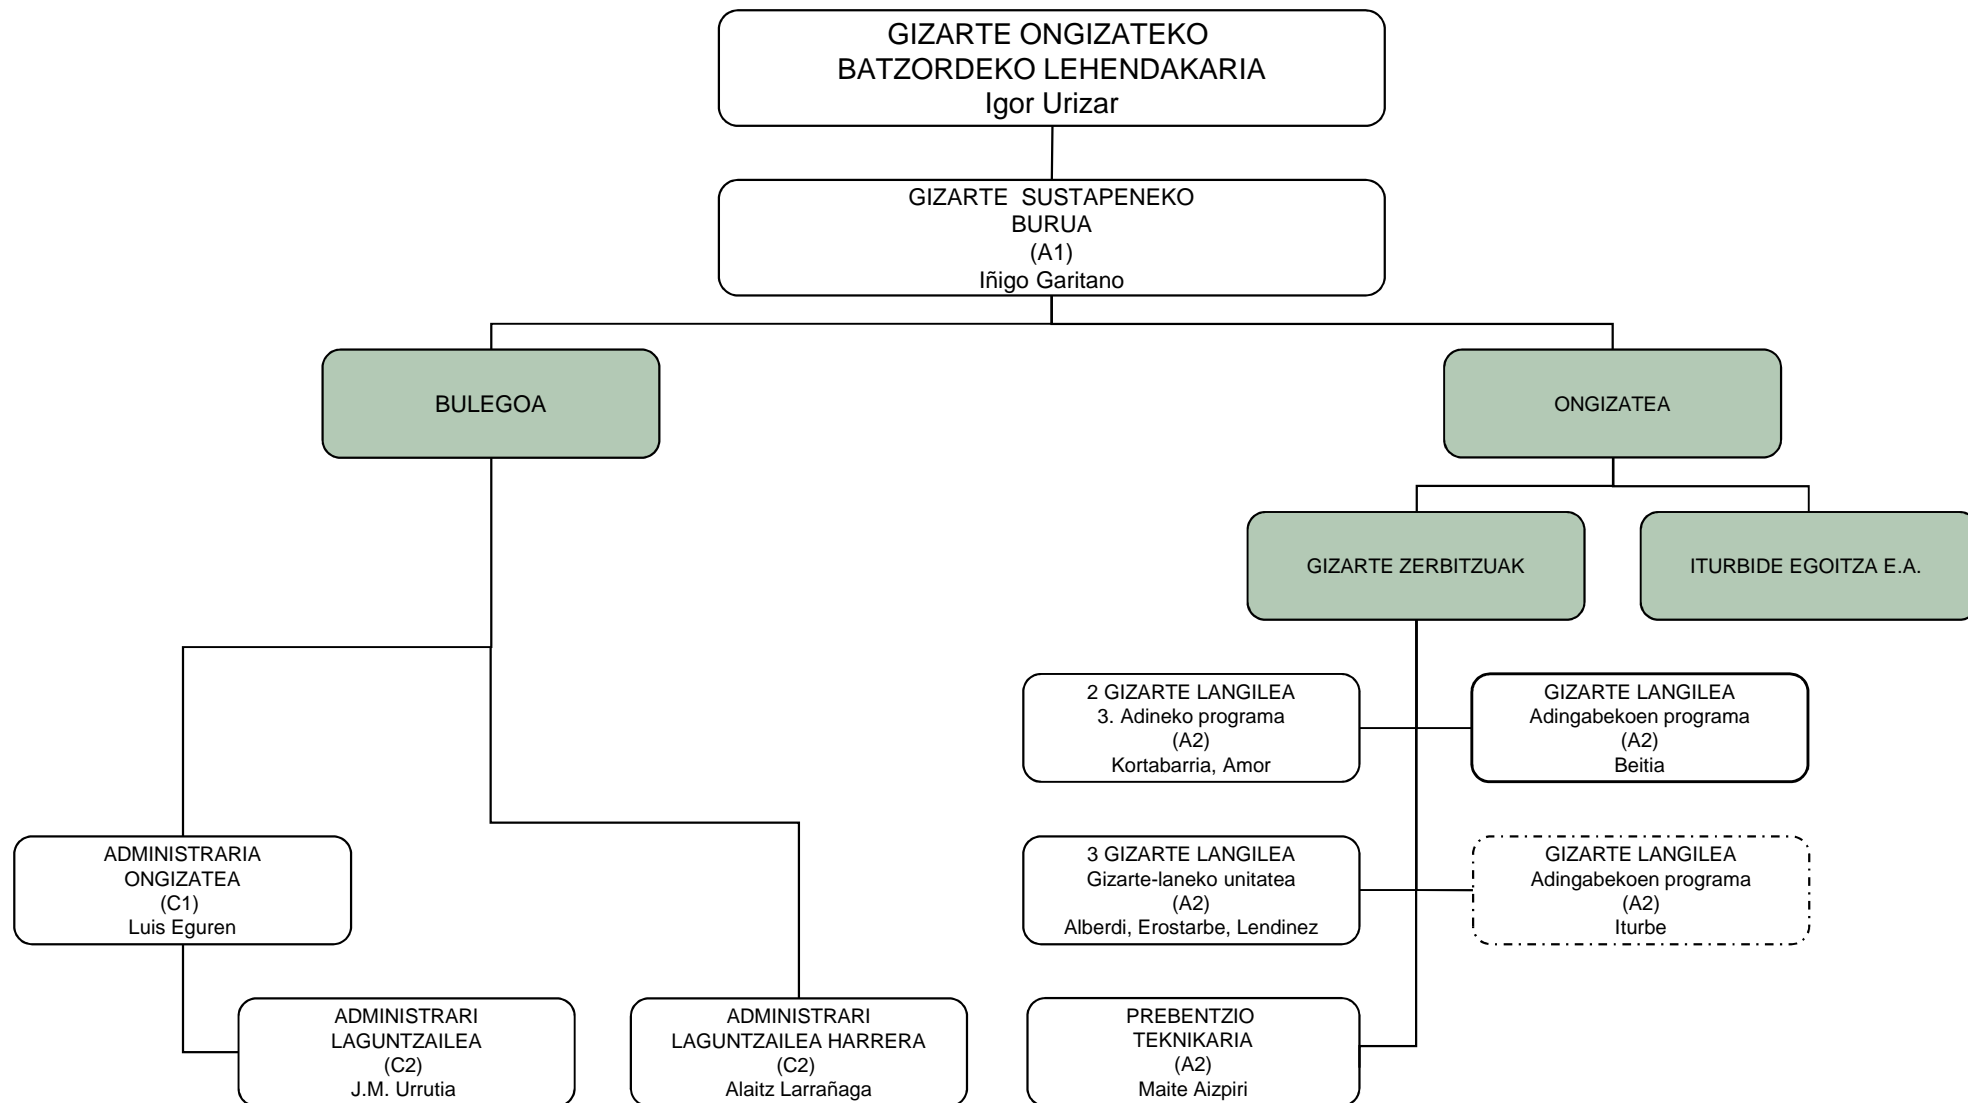 GIZARTE ONGIZATEKO
BATZORDEKO LEHENDAKARIA
Igor Urizar
GIZARTE  SUSTAPENEKO
BURUA
(A1)
Iñigo Garitano
BULEGOA
ONGIZATEA
GIZARTE ZERBITZUAK
ITURBIDE EGOITZA E.A.
2 GIZARTE LANGILEA
3. Adineko programa
(A2)
Kortabarria, Amor
GIZARTE LANGILEA
Adingabekoen programa
(A2)
Beitia
ADMINISTRARIA
ONGIZATEA
(C1)
Luis Eguren
3 GIZARTE LANGILEA
Gizarte-laneko unitatea
(A2)
Alberdi, Erostarbe, Lendinez
GIZARTE LANGILEA
Adingabekoen programa
(A2)
Iturbe
ADMINISTRARI
LAGUNTZAILEA
(C2)
J.M. Urrutia
ADMINISTRARI
LAGUNTZAILEA HARRERA
(C2)
Alaitz Larrañaga
PREBENTZIO
TEKNIKARIA
(A2)
Maite Aizpiri